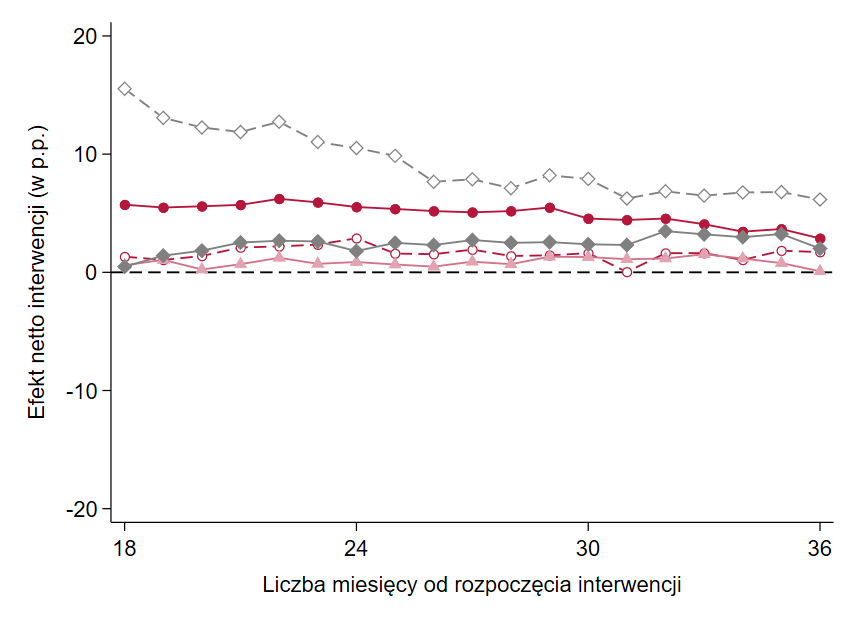 Efekt netto interwencji (w p.p.)
20
10
0
-10
-20
18 24 30 36
Liczba miesięcy od rozpoczęcia interwencji